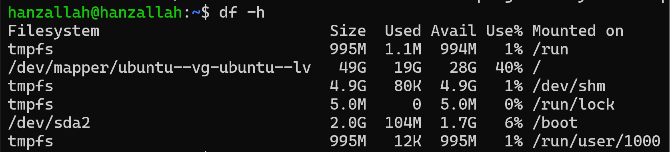 hanzallah@hanzallah:~$ df -h
Filesystem                         Size  Used Avail Use% Mounted on
tmpfs                              995M  1.1M  994M   1% /run
/dev/mapper/ubuntu--vg-ubuntu--lv   49G   19G   28G  40% /
tmpfs                              4.9G   80K  4.9G   1% /dev/shm
tmpfs                              5.0M     0  5.0M   0% /run/lock
/dev/sda2                          2.0G  104M  1.7G   6% /boot
tmpfs                              995M   12K  995M   1% /run/user/1000